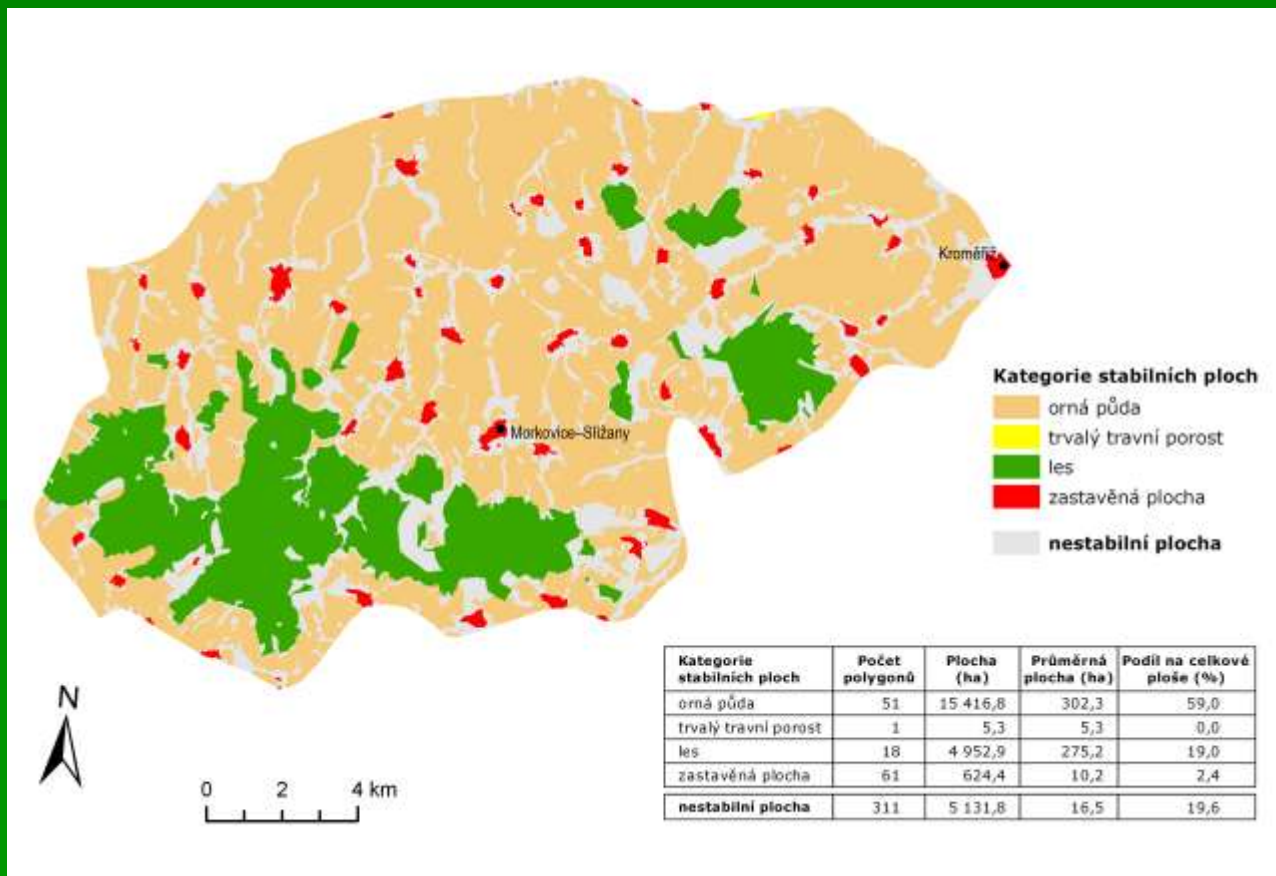 Kroměříž
Morkovice–Slížany
Kategorie stabilních ploch
orná půda
trvalý travní porost
les
zastavěná plocha
nestabilní plocha
N
0 2 4 km
Kategorie stabilních ploch Počet polygonů Plocha (ha) Průměrná plocha (ha) Podíl na celkové ploše (%)
orná půda 51 15 416,8 302,3 59,0
trvalý travní porost 1 5,3 5,3 0,0
les 18 4 952,9 275,2 19,0
zastavěná plocha 61 624,4 10,2 2,4
nestabilní plocha 311 5 131,8 16,5 19,6